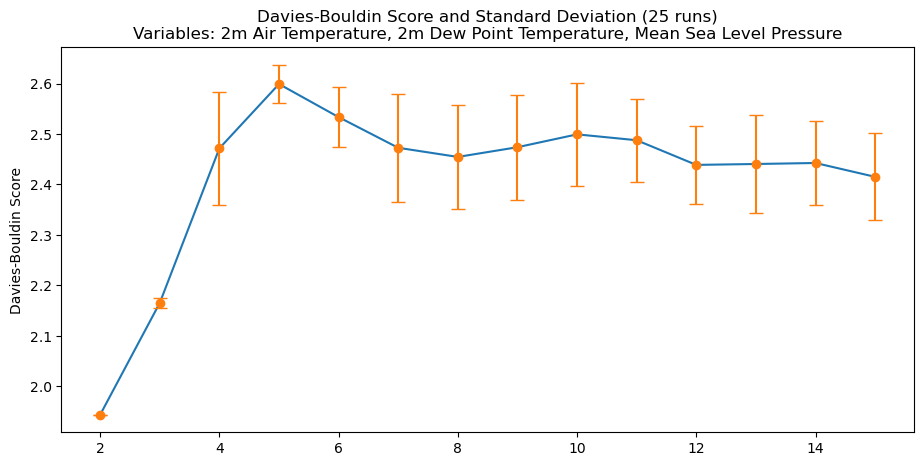 Davies-Bouldin Score and Standard Deviation (25 runs)
Variables: 2m Air Temperature, 2m Dew Point Temperature, Mean Sea Level Pressure
Davies-Bouldin Score
2.6
2.5
2.4
2.3
2.2
2.1
2.0
2 4 6 8 10 12 14